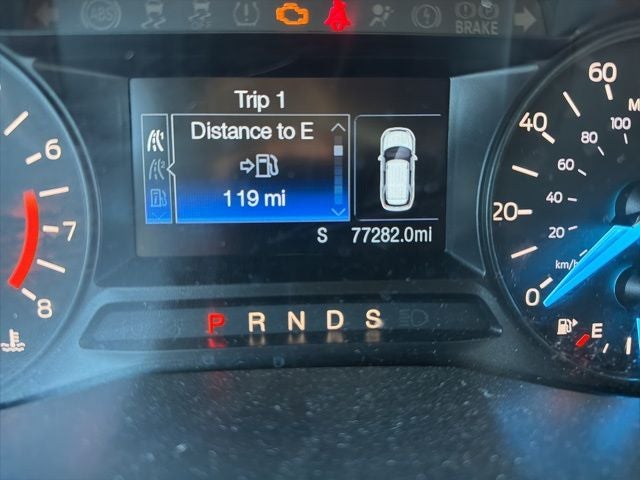 ABS
BRAKE
Trip 1
Distance to E
119 mi
S 77282.0mi
6
7
8
P R N D S
60
M
40
100
80
20
60
40
20
km/h
0
E